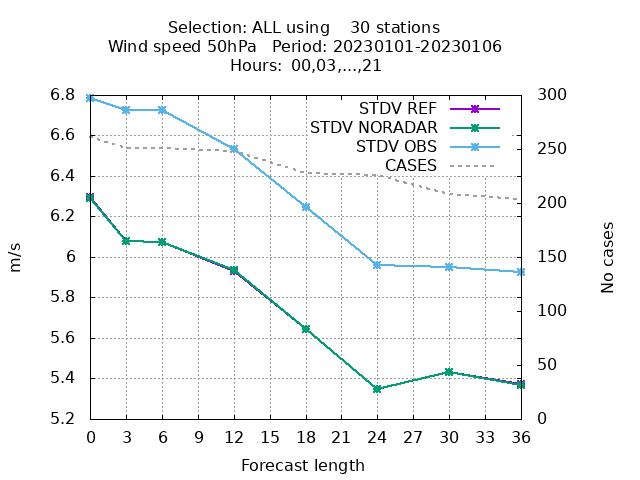 Selection: ALL using 30 stations
Wind speed 50hPa Period: 20230101-20230106
Hours: 00,03,...,21
STDV REF
STDV NORADAR
STDV OBS
CASES
6.8
6.6
6.4
6.2
6
5.8
5.6
5.4
5.2
300
250
200
150
100
50
0
m/s
No cases
0 3 6 9 12 15 18 21 24 27 30 33 36
Forecast length